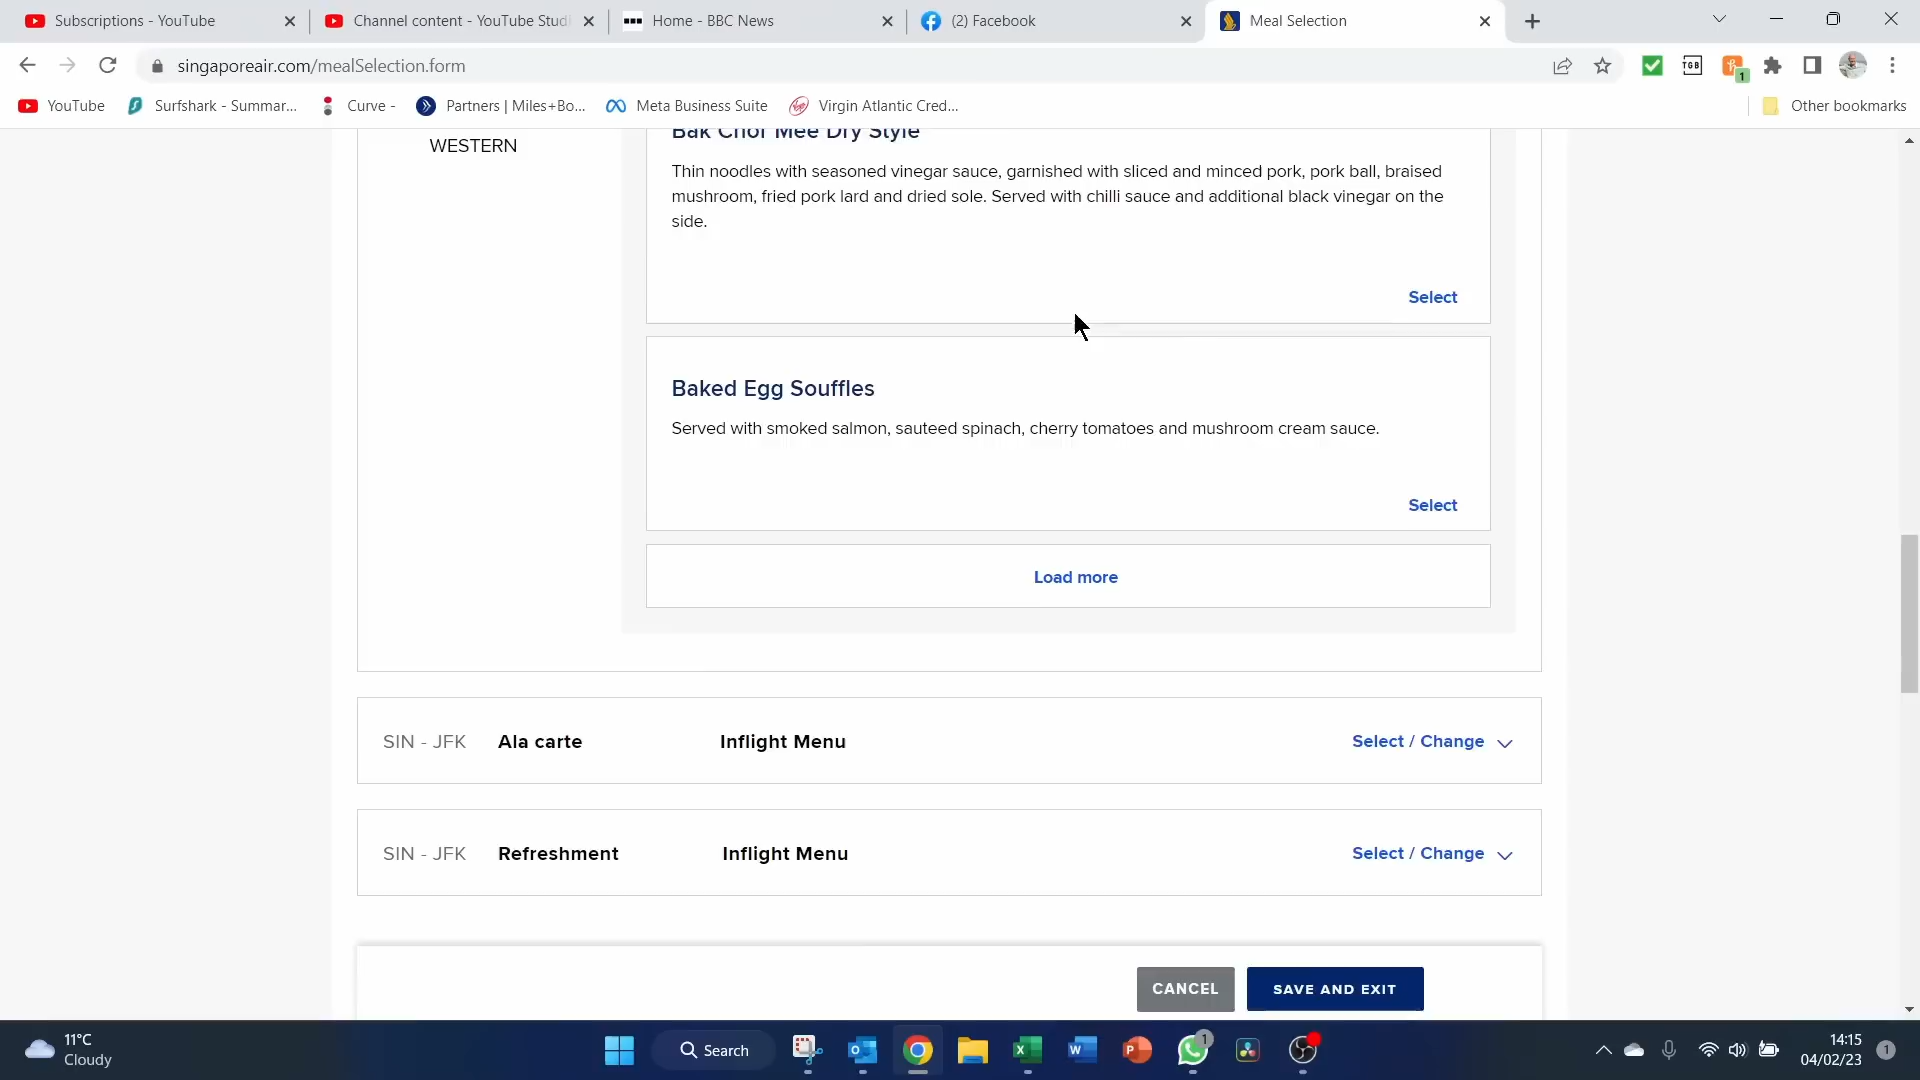 Subscriptions - YouTube
Channel content - YouTube Studi
Home - BBC News
(2) Facebook
Meal Selection
singaporeair.com/mealSelection.form
TGB
1
YouTube
Surfshark - Summar...
Curve -
Partners | Miles+Bo...
Meta Business Suite
Virgin Atlantic Cred...
Other bookmarks
WESTERN
Bak Chor Mee Dry Style
Thin noodles with seasoned vinegar sauce, garnished with sliced and minced pork, pork ball, braised
mushroom, fried pork lard and dried sole. Served with chilli sauce and additional black vinegar on the
side.
Select
Baked Egg Souffles
Served with smoked salmon, sauteed spinach, cherry tomatoes and mushroom cream sauce.
Select
Load more
SIN - JFK Ala carte Inflight Menu Select / Change
SIN - JFK Refreshment Inflight Menu Select / Change
CANCEL SAVE AND EXIT
11°C
Cloudy
Search
1
14:15
04/02/23
1